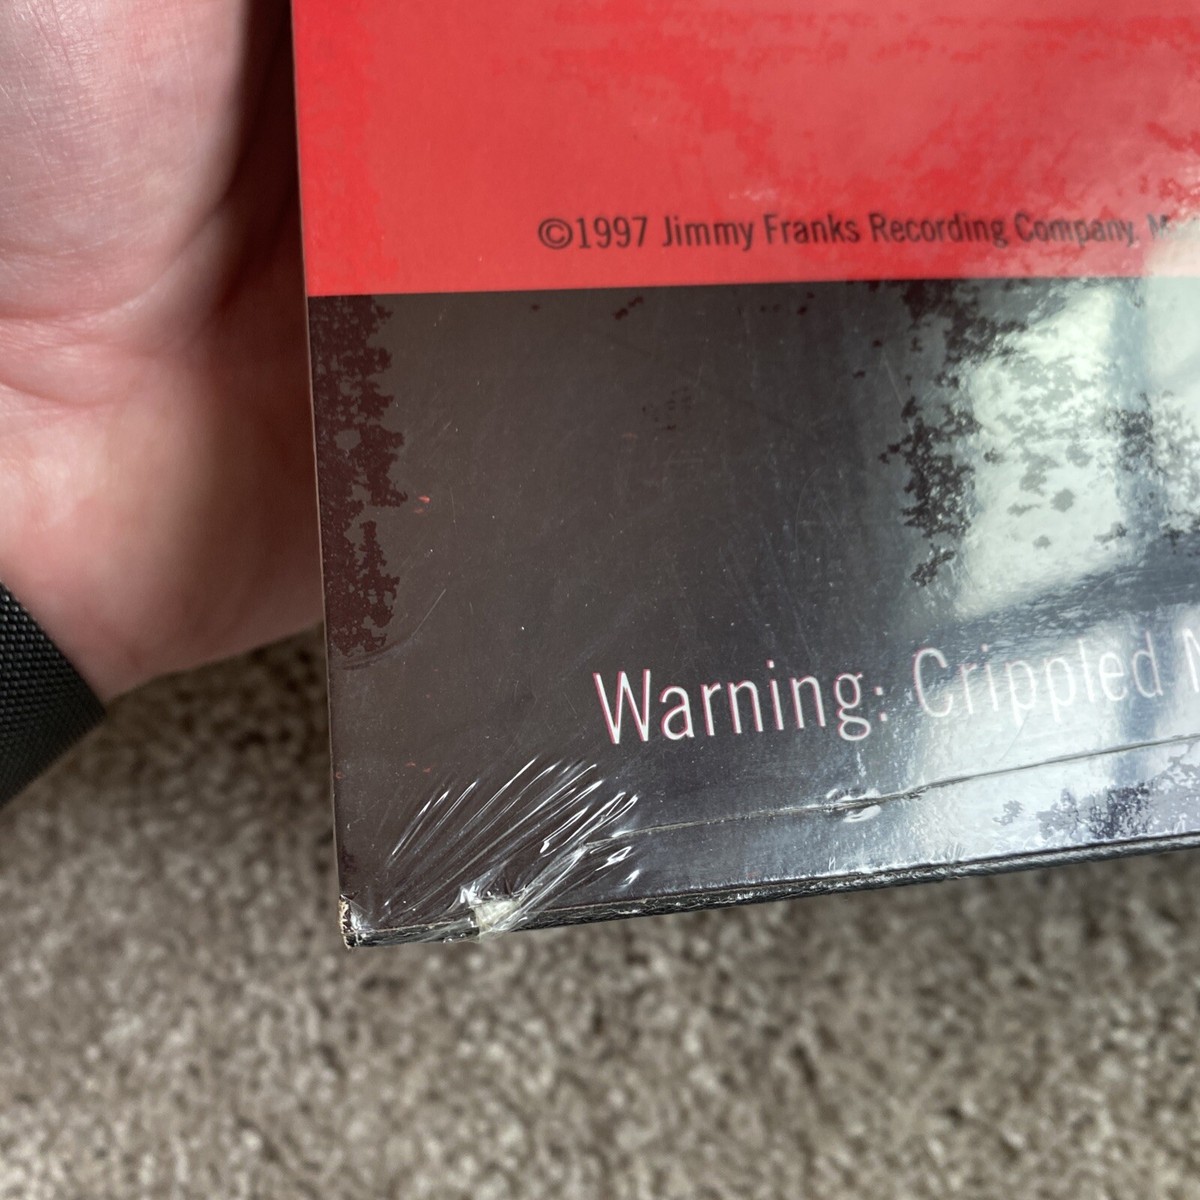 ©1997 Jimmy Franks Recording Company,
Warning: Crippled